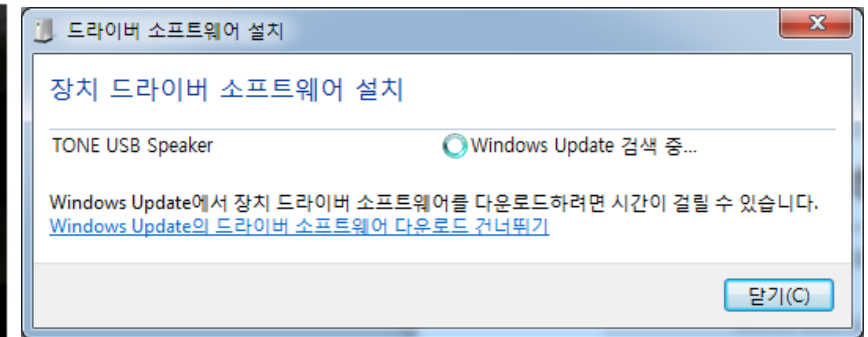 드라이버 소프트웨어 설치
장치 드라이버 소프트웨어 설치
TONE USB Speaker Windows Update 검색 중...
Windows Update에서 장치 드라이버 소프트웨어를 다운로드하려면 시간이 걸릴 수 있습니다.
Windows Update의 드라이버 소프트웨어 다운로드 건너뛰기
닫기(C)